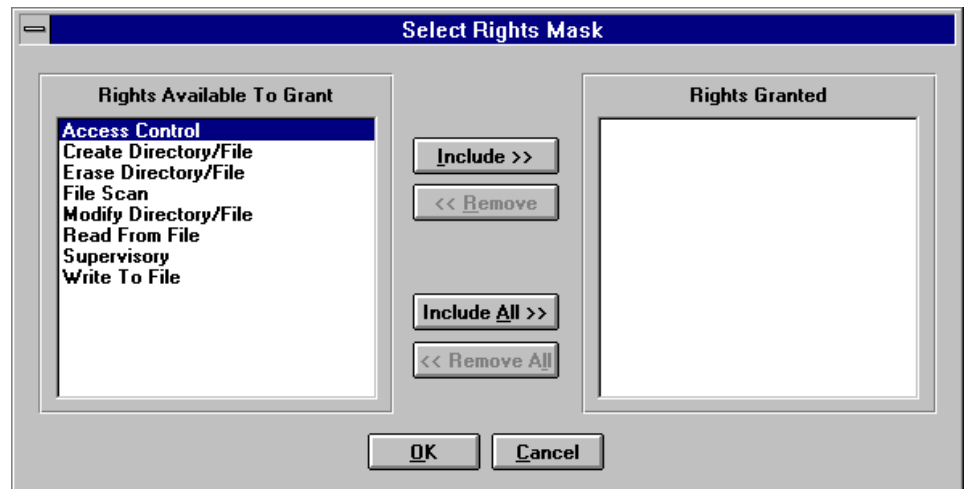 Select Rights Mask
Rights Available To Grant
Access Control
Create Directory/File
Erase Directory/File
File Scan
Modify Directory/File
Read From File
Supervisory
Write To File
Include >>
<< Remove
Include All >>
<< Remove All
Rights Granted
OK
Cancel